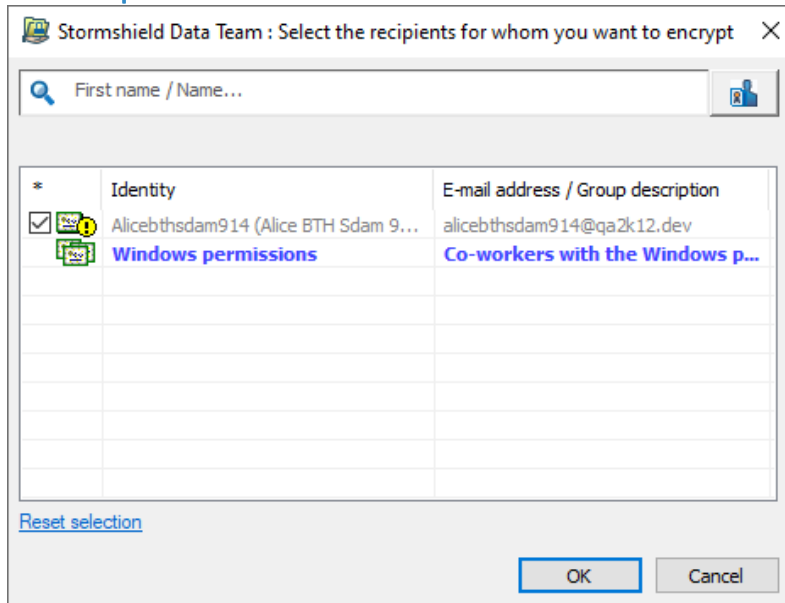 Stormshield Data Team : Select the recipients for whom you want to encrypt
First name / Name...
* Identity E-mail address / Group description
Alicebthsdam914 (Alice BTH Sdam 9... alicebthsdam914@qa2k12.dev
Windows permissions Co-workers with the Windows p...
Reset selection
OK Cancel